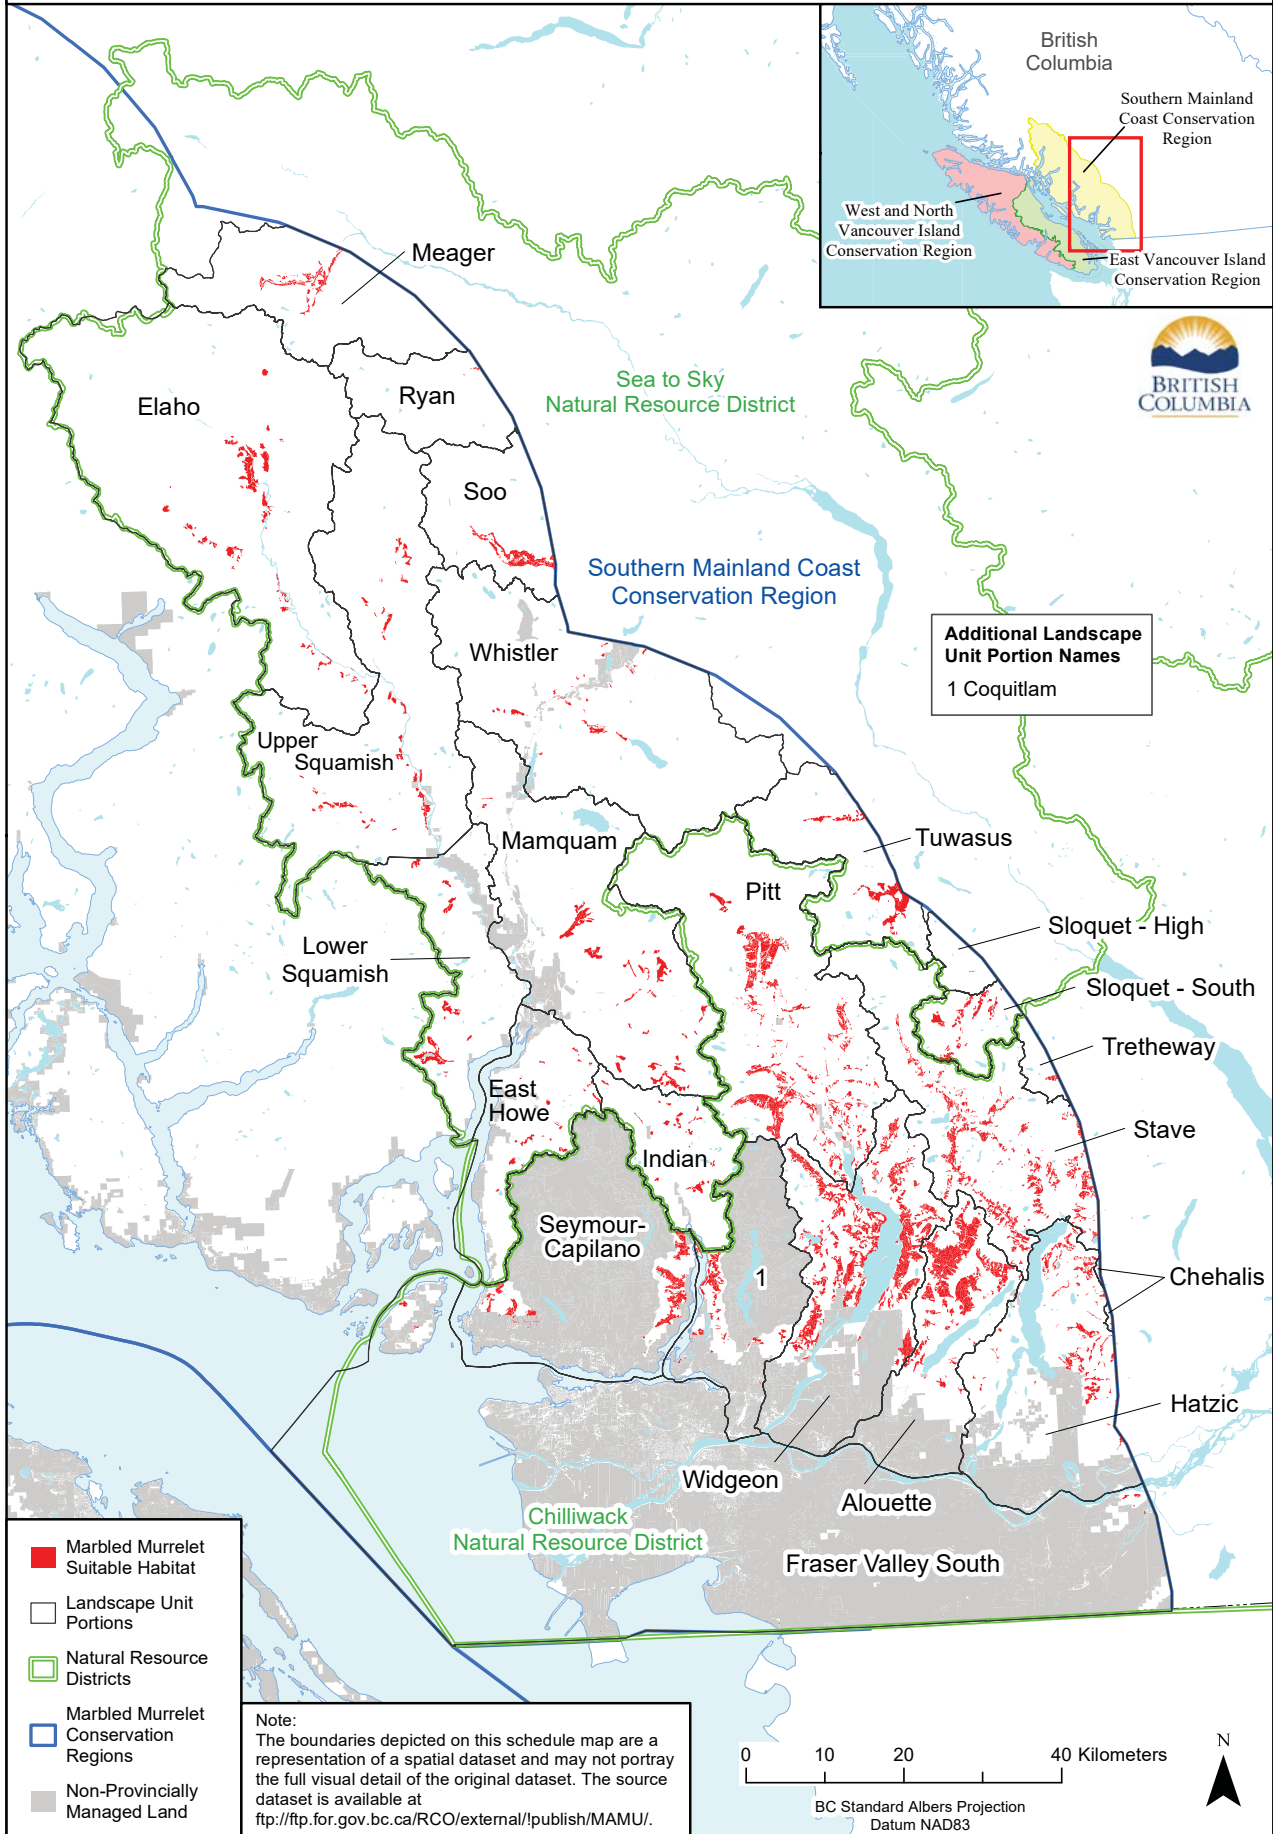 British
Columbia
Southern Mainland
Coast Conservation
Region
West and North
Vancouver Island
Conservation Region
East Vancouver Island
Conservation Region
BRITISH
COLUMBIA
Meager
Sea to Sky
Natural Resource District
Ryan
Elaho
Soo
Southern Mainland Coast
Conservation Region
Additional Landscape
Unit Portion Names
1 Coquitlam
Whistler
Upper
Squamish
Mamquam
Tuwasus
Pitt
Sloquet - High
Lower
Squamish
Sloquet - South
Tretheway
East
Howe
Stave
Indian
Seymour-
Capilano
1
Chehalis
Hatzic
Widgeon
Alouette
Chilliwack
Natural Resource District
Fraser Valley South
Marbled Murrelet
Suitable Habitat
Landscape Unit
Portions
Natural Resource
Districts
Marbled Murrelet
Conservation
Regions
Non-Provincially
Managed Land
Note:
The boundaries depicted on this schedule map are a
representation of a spatial dataset and may not portray
the full visual detail of the original dataset. The source
dataset is available at
ftp://ftp.for.gov.bc.ca/RCO/external/!publish/MAMU/.
0 10 20 40 Kilometers
BC Standard Albers Projection
Datum NAD83
N